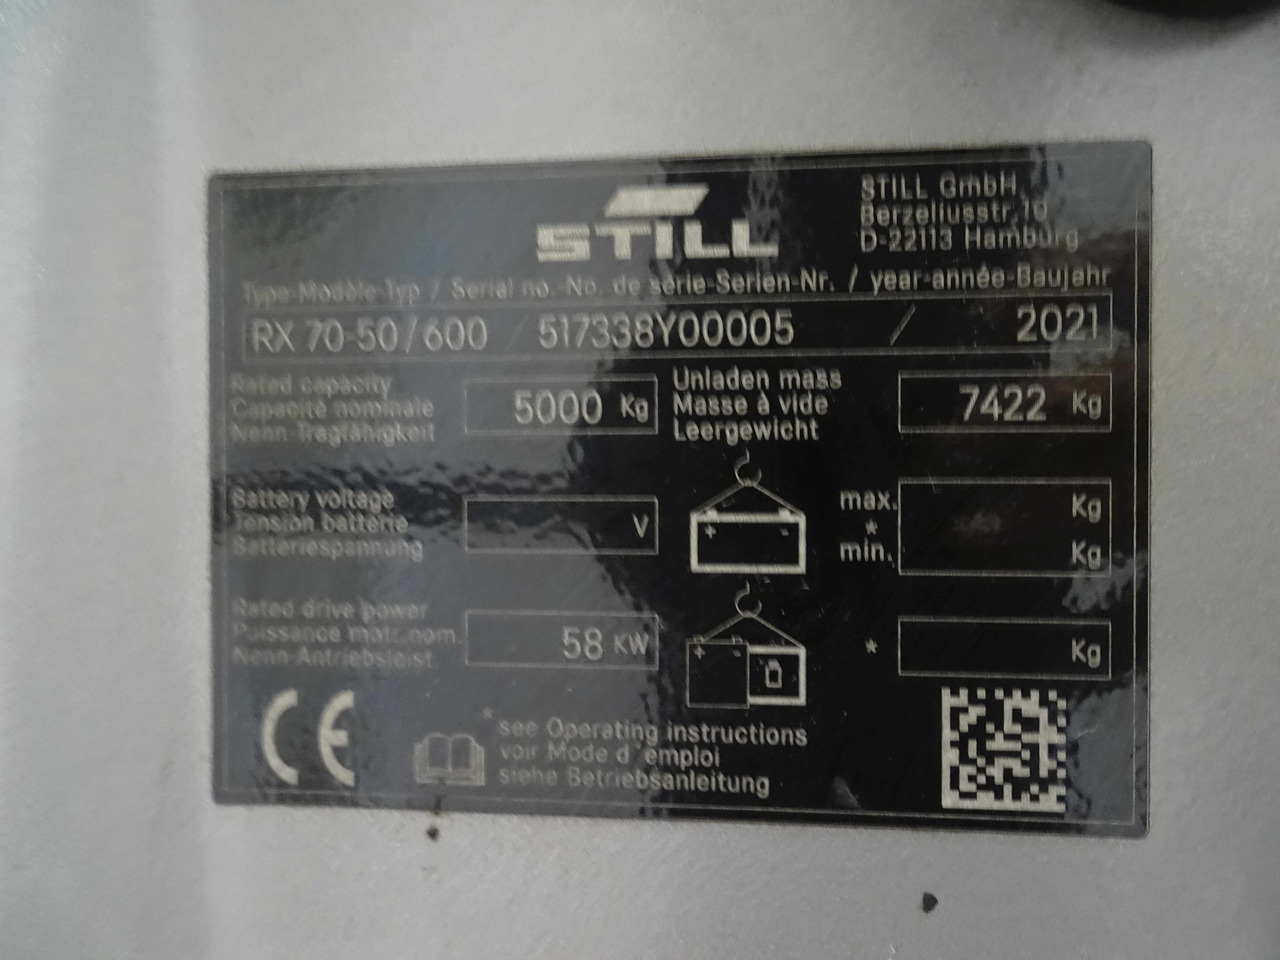 STILL
STILL GmbH
Berzeliusstr.10
D-22113 Hamburg
Type-Modèle-Typ / Serial no.-No. de série-Serien-Nr. / year-année-Baujahr
RX 70-50/600 / 517338Y00005 / 2021
Rated capacity
Capacité nominale
Nenn-Tragfähigkeit
5000 Kg
Unladen mass
Masse à vide
Leergewicht
7422 Kg
Battery voltage
Tension batterie
Batteriespannung
V
+ -
max. Kg
*
min. Kg
Rated drive power
Puissance motr.nom.
Nenn-Antriebsleist.
58 KW
+ -
* Kg
CE
*see Operating instructions
voir Mode d'emploi
siehe Betriebsanleitung